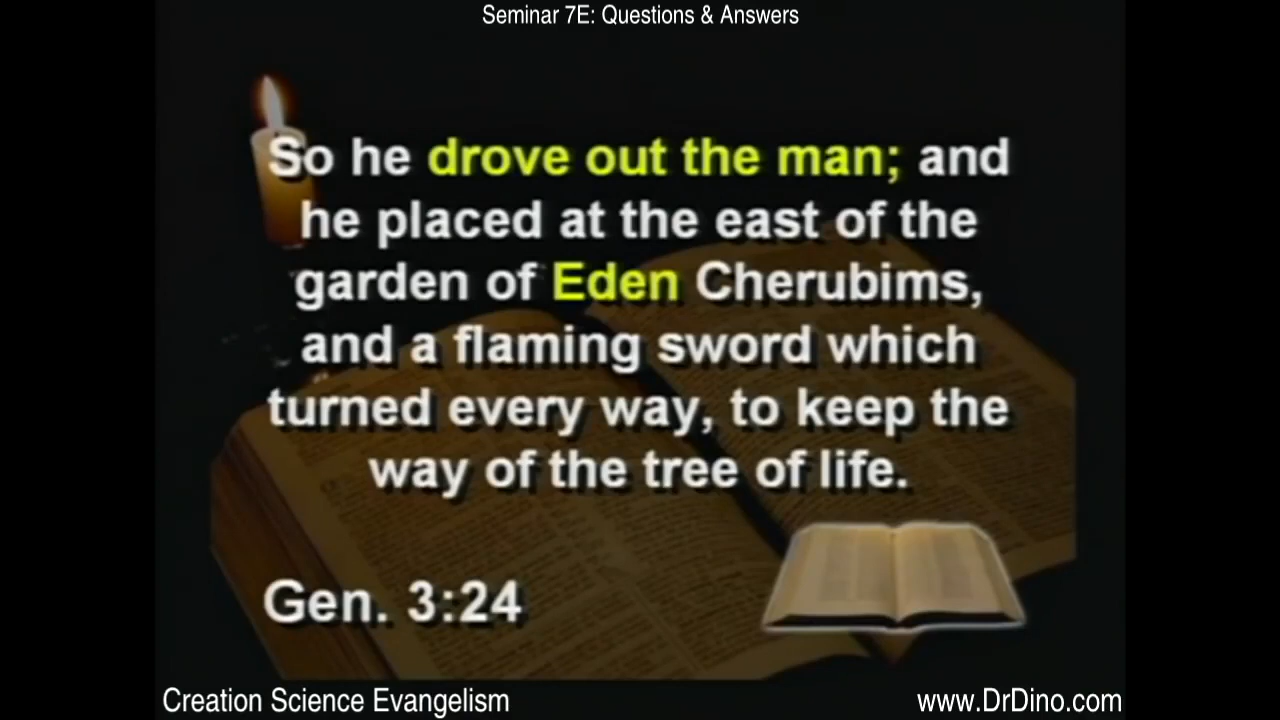 Seminar 7E: Questions & Answers
So he drove out the man; and
he placed at the east of the
garden of Eden Cherubims,
and a flaming sword which
turned every way, to keep the
way of the tree of life.
Gen. 3:24
Creation Science Evangelism
www.DrDino.com